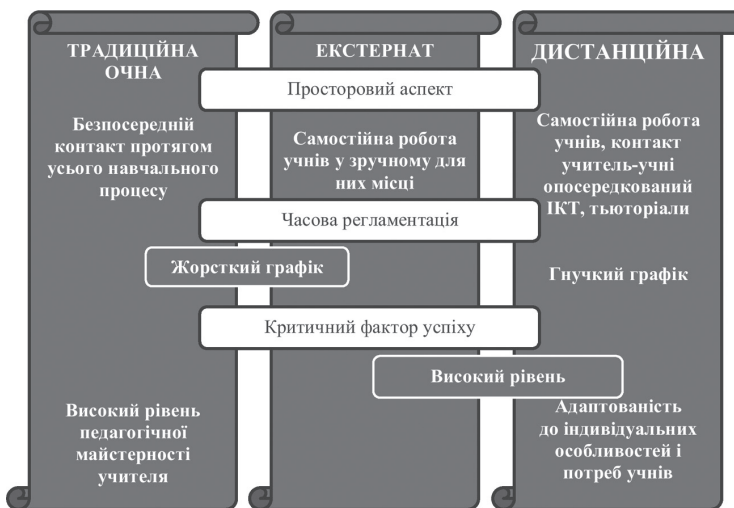 ТРАДИЦІЙНА
ОЧНА
ЕКСТЕРНАТ
ДИСТАНЦІЙНА
Просторовий аспект
Безпосередній
контакт протягом
усього навчального
процесу
Самостійна робота
учнів у зручному для
них місці
Самостійна робота
учнів, контакт
учитель-учні
опосередкований
ІКТ, тьюторіали
Часова регламентація
Жорсткий графік
Гнучкий графік
Критичний фактор успіху
Високий рівень
Високий рівень
педагогічної
майстерності
учителя
Адаптованість
до індивідуальних
особливостей і
потреб учнів